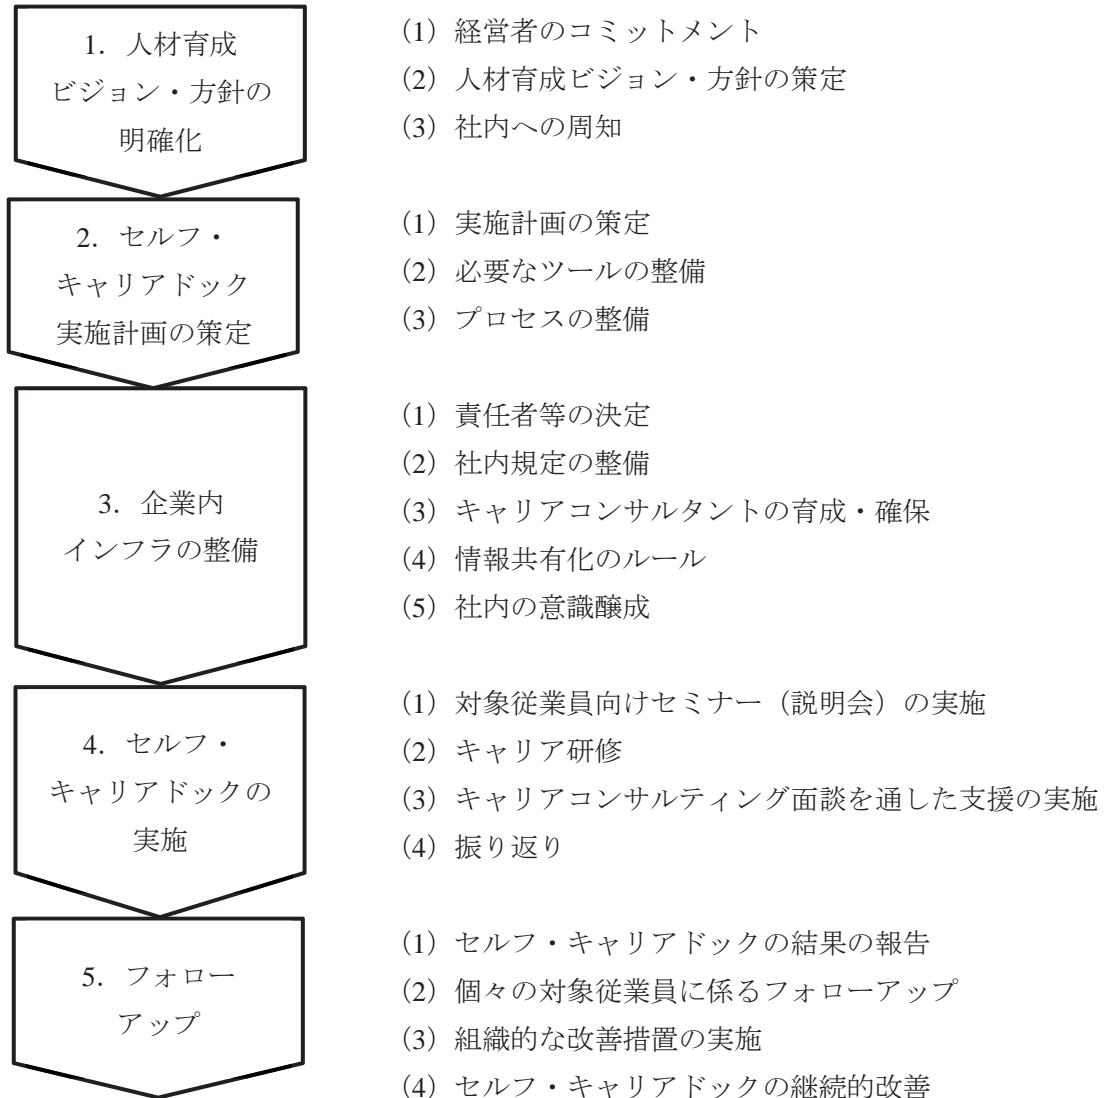 1. 人材育成
ビジョン・方針の
明確化
(1) 経営者のコミットメント
(2) 人材育成ビジョン・方針の策定
(3) 社内への周知
2. セルフ・
キャリアドック
実施計画の策定
(1) 実施計画の策定
(2) 必要なツールの整備
(3) プロセスの整備
3. 企業内
インフラの整備
(1) 責任者等の決定
(2) 社内規定の整備
(3) キャリアコンサルタントの育成・確保
(4) 情報共有化のルール
(5) 社内の意識醸成
4. セルフ・
キャリアドックの
実施
(1) 対象従業員向けセミナー（説明会）の実施
(2) キャリア研修
(3) キャリアコンサルティング面談を通した支援の実施
(4) 振り返り
5. フォロー
アップ
(1) セルフ・キャリアドックの結果の報告
(2) 個々の対象従業員に係るフォローアップ
(3) 組織的な改善措置の実施
(4) セルフ・キャリアドックの継続的改善